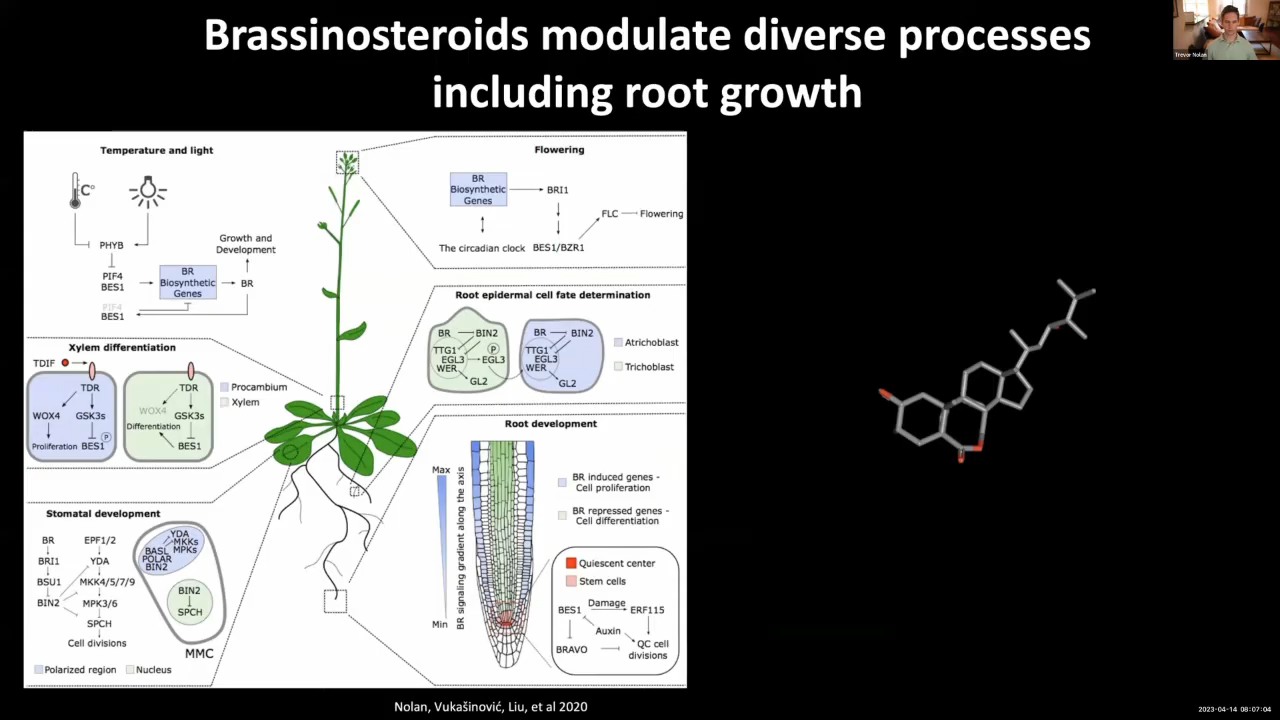 Brassinosteroids modulate diverse processes
including root growth
Trevor Nolan
Temperature and light
C°
PHYB
PIF4
BES1
PIF4
BES1
BR
Biosynthetic
Genes
BR
Growth and
Development
Flowering
BR
Biosynthetic
Genes
BRI1
FLC
Flowering
The circadian clock
BES1/BZR1
Xylem differentiation
TDIF
TDR
WOX4
GSK3s
Proliferation
BES1
P
TDR
WOX4
GSK3s
Differentiation
BES1
Procambium
Xylem
Root epidermal cell fate determination
BR
BIN2
TTG1
EGL3
WER
P
EGL3
GL2
BR
BIN2
TTG1
EGL3
WER
GL2
Atrichoblast
Trichoblast
Stomatal development
BR
BRI1
BSU1
BIN2
EPF1/2
YDA
MKK4/5/7/9
MPK3/6
SPCH
Cell divisions
YDA
MKKs
MPKs
BASL
POLAR
BIN2
BIN2
SPCH
MMC
Polarized region
Nucleus
Root development
Max
Min
BR signaling gradient along the axis
BR induced genes -
Cell proliferation
BR repressed genes -
Cell differentiation
Quiescent center
Stem cells
BES1
Damage
ERF115
Auxin
BRAVO
QC cell
divisions
Nolan, Vukašinović, Liu, et al 2020
2023-04-14 08:07:04